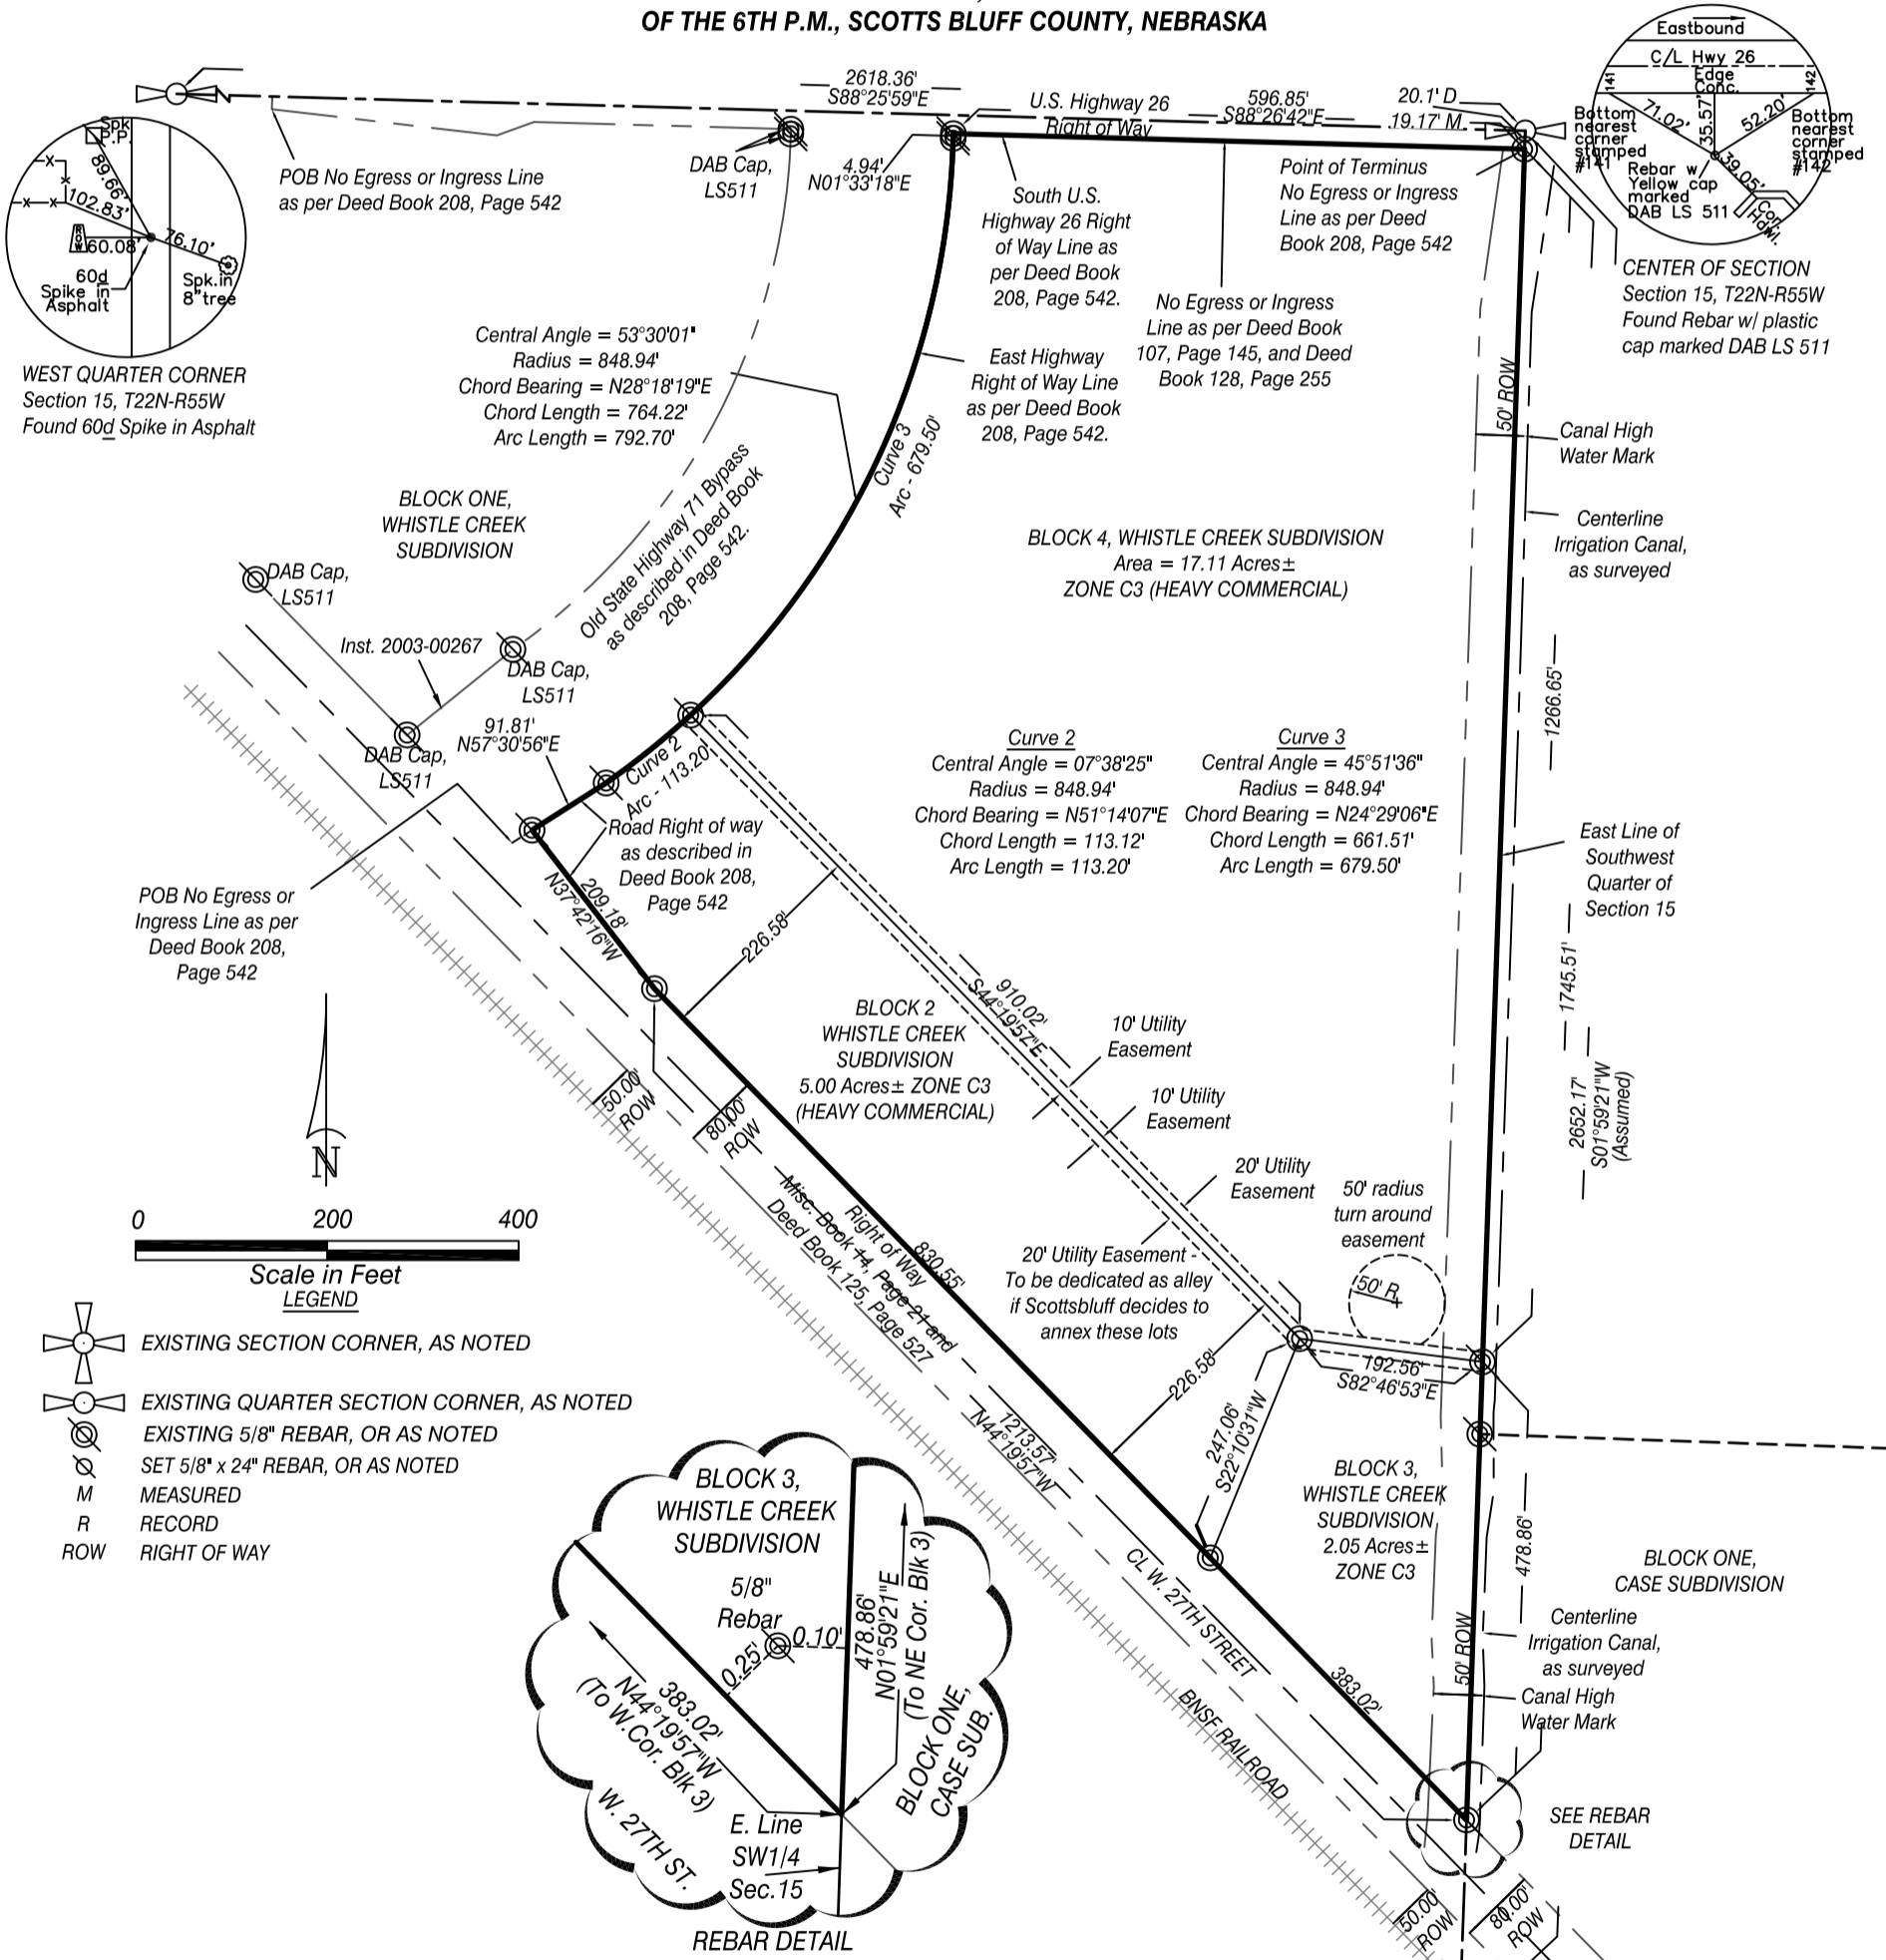 OF THE 6TH P.M., SCOTTS BLUFF COUNTY, NEBRASKA
Eastbound
C/L Hwy 26
Edge
Conc.
141
142
71.02'
35.57'
52.20'
39.05'
Bottom
nearest
corner
stamped
#141
Bottom
nearest
corner
stamped
#142
Rebar w/
Yellow cap
marked
DAB LS 511
Con.
Hdwl.
CENTER OF SECTION
Section 15, T22N-R55W
Found Rebar w/ plastic
cap marked DAB LS 511
2618.36'
S88°25'59"E
U.S. Highway 26
Right of Way
596.85'
S88°26'42"E
20.1' D
19.17' M
Spk
P.P.
89.66'
102.83'
ROW
60.08'
76.10'
60d
Spike in
Asphalt
Spk.in
8"tree
WEST QUARTER CORNER
Section 15, T22N-R55W
Found 60d Spike in Asphalt
POB No Egress or Ingress Line
as per Deed Book 208, Page 542
DAB Cap,
LS511
4.94'
N01°33'18"E
South U.S.
Highway 26 Right
of Way Line as
per Deed Book
208, Page 542.
Point of Terminus
No Egress or Ingress
Line as per Deed
Book 208, Page 542
No Egress or Ingress
Line as per Deed Book
107, Page 145, and Deed
Book 128, Page 255
Central Angle = 53°30'01"
Radius = 848.94'
Chord Bearing = N28°18'19"E
Chord Length = 764.22'
Arc Length = 792.70'
East Highway
Right of Way Line
as per Deed Book
208, Page 542.
50' ROW
Canal High
Water Mark
Curve 3
Arc - 679.50'
BLOCK ONE,
WHISTLE CREEK
SUBDIVISION
Old State Highway 71 Bypass
as described in Deed Book
208, Page 542.
BLOCK 4, WHISTLE CREEK SUBDIVISION
Area = 17.11 Acres±
ZONE C3 (HEAVY COMMERCIAL)
Centerline
Irrigation Canal,
as surveyed
DAB Cap,
LS511
Inst. 2003-00267
DAB Cap,
LS511
DAB Cap,
LS511
91.81'
N57°30'56"E
Curve 2
Arc - 113.20'
1266.65'
Curve 2
Central Angle = 07°38'25"
Radius = 848.94'
Chord Bearing = N51°14'07"E
Chord Length = 113.12'
Arc Length = 113.20'
Curve 3
Central Angle = 45°51'36"
Radius = 848.94'
Chord Bearing = N24°29'06"E
Chord Length = 661.51'
Arc Length = 679.50'
Road Right of way
as described in
Deed Book 208,
Page 542
East Line of
Southwest
Quarter of
Section 15
POB No Egress or
Ingress Line as per
Deed Book 208,
Page 542
209.18'
N37°42'16"W
226.58'
910.02'
S44°19'57"E
1745.51'
2652.17'
S01°59'21"W
(Assumed)
BLOCK 2
WHISTLE CREEK
SUBDIVISION
5.00 Acres± ZONE C3
(HEAVY COMMERCIAL)
10' Utility
Easement
10' Utility
Easement
20' Utility
Easement
50' radius
turn around
easement
50' R
50.00'
ROW
80.00'
ROW
N
0 200 400
Scale in Feet
Right of Way
Misc. Book 14, Page 21 and
Deed Book 125, Page 527
830.55'
20' Utility Easement -
To be dedicated as alley
if Scottsbluff decides to
annex these lots
226.58'
192.56'
S82°46'53"E
247.06'
S22°10'31"W
1213.57'
N44°19'57"W
LEGEND
EXISTING SECTION CORNER, AS NOTED
EXISTING QUARTER SECTION CORNER, AS NOTED
EXISTING 5/8" REBAR, OR AS NOTED
SET 5/8" x 24" REBAR, OR AS NOTED
M MEASURED
R RECORD
ROW RIGHT OF WAY
BLOCK 3,
WHISTLE CREEK
SUBDIVISION
2.05 Acres±
ZONE C3
478.86'
BLOCK ONE,
CASE SUBDIVISION
CL W. 27TH STREET
BNSF RAILROAD
383.02'
50' ROW
Centerline
Irrigation Canal,
as surveyed
Canal High
Water Mark
SEE REBAR
DETAIL
50.00'
ROW
80.00'
ROW
BLOCK 3,
WHISTLE CREEK
SUBDIVISION
5/8"
Rebar
0.10'
0.25'
478.86'
N01°59'21"E
(To NE Cor. Blk 3)
383.02'
N44°19'57"W
(To W.Cor. Blk 3)
BLOCK ONE,
CASE SUB.
W. 27TH ST.
E. Line
SW1/4
Sec.15
REBAR DETAIL